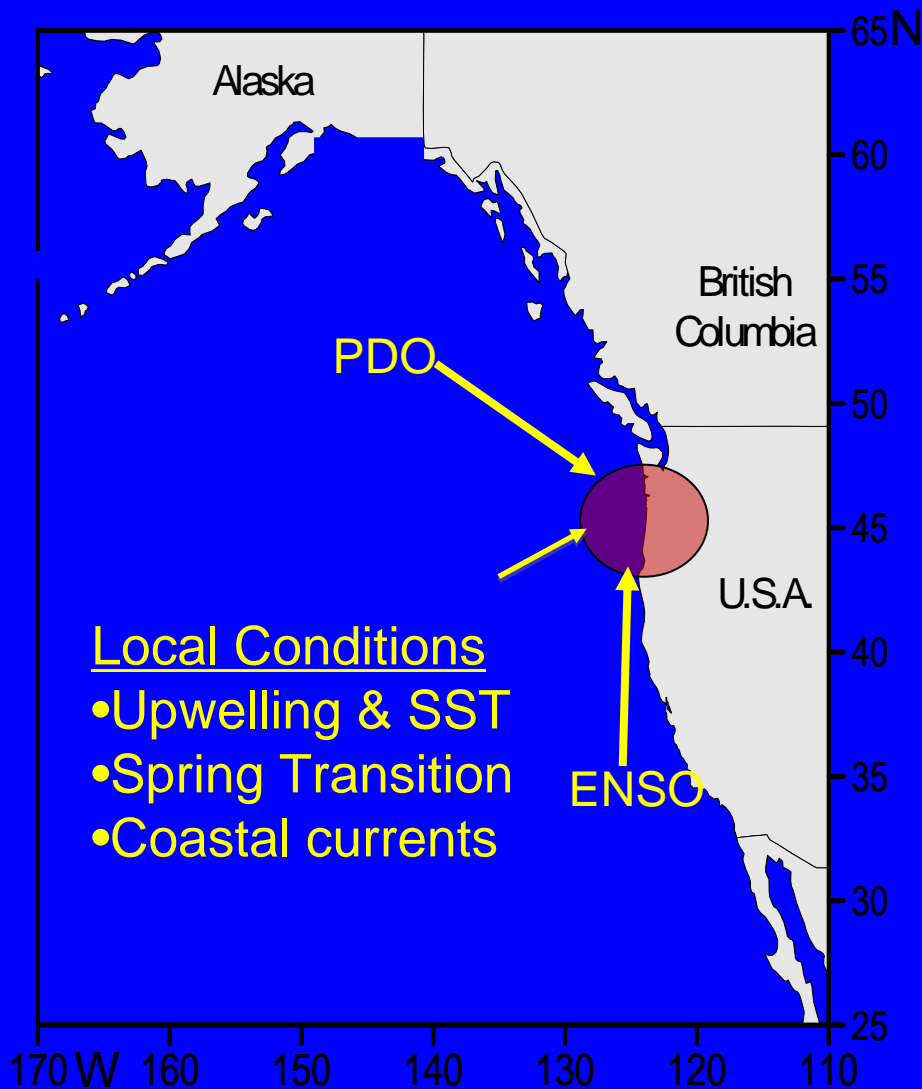 Alaska
British
Columbia
PDO
U.S.A.
Local Conditions
•Upwelling & SST
•Spring Transition
•Coastal currents
ENSO
65N
60
55
50
45
40
35
30
25
170W 160 150 140 130 120 110